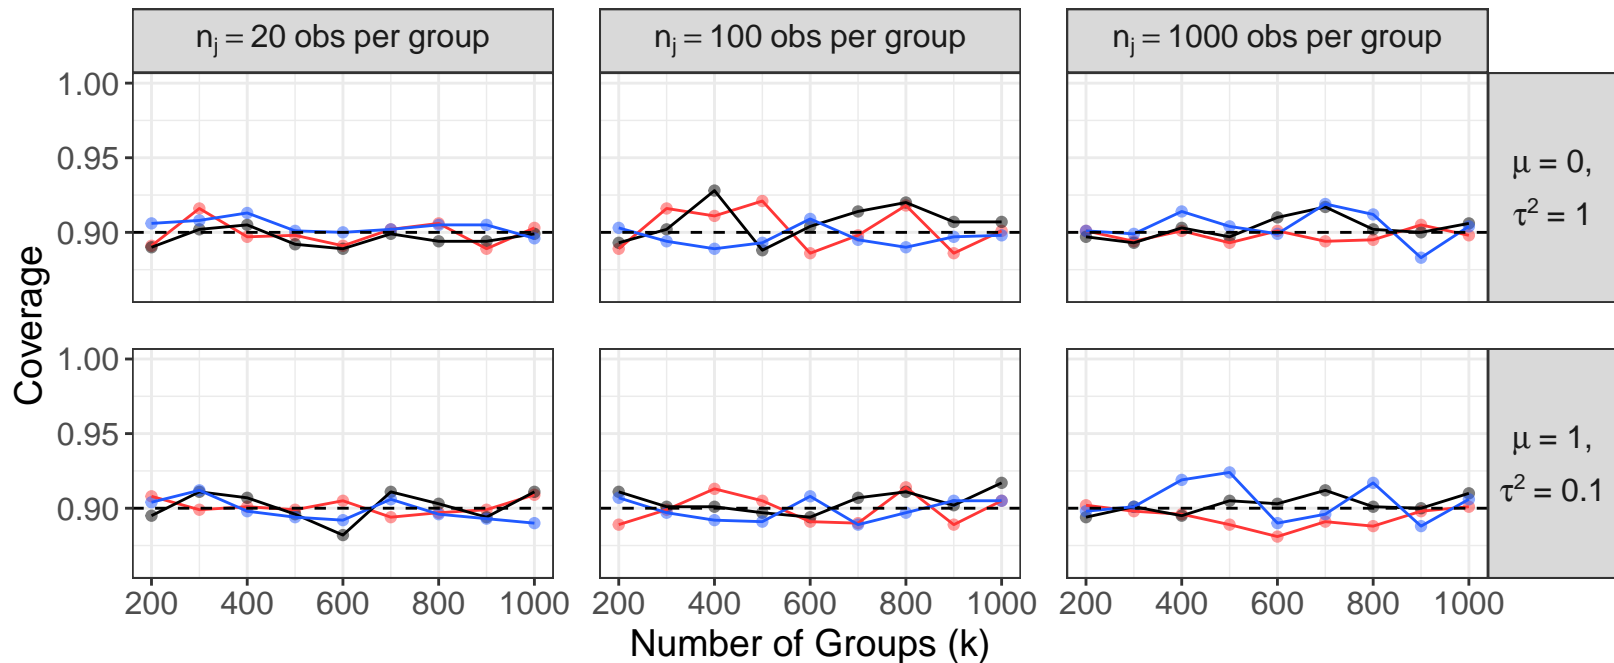 n_j = 20 obs per group
n_j = 100 obs per group
n_j = 1000 obs per group
1.00
0.95
0.90
μ = 0,
τ² = 1
Coverage
1.00
0.95
0.90
μ = 1,
τ² = 0.1
200 400 600 800 1000
200 400 600 800 1000
200 400 600 800 1000
Number of Groups (k)